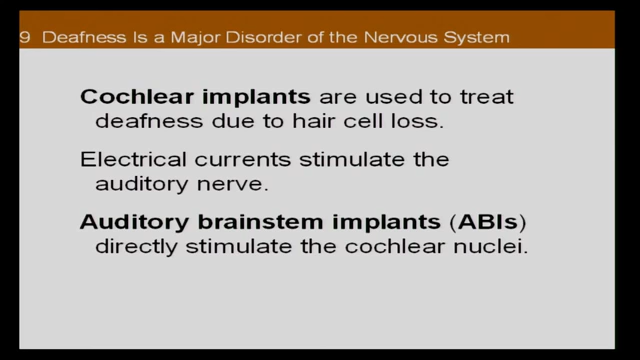 9 Deafness Is a Major Disorder of the Nervous System
Cochlear implants are used to treat
deafness due to hair cell loss.
Electrical currents stimulate the
auditory nerve.
Auditory brainstem implants (ABIs)
directly stimulate the cochlear nuclei.